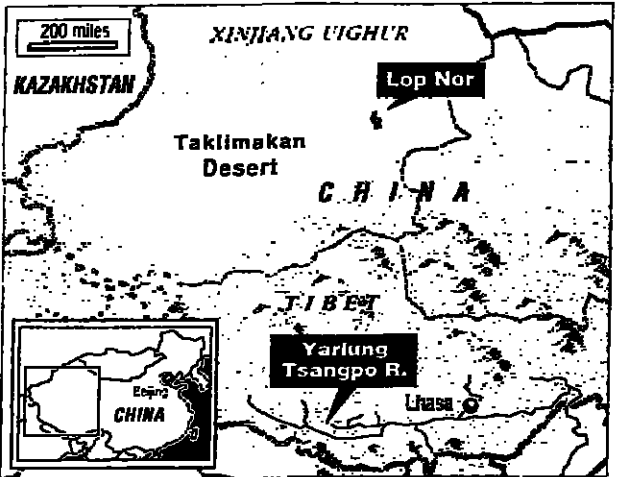 200 miles
XINJIANG UIGHUR
KAZAKHSTAN
Lop Nor
Taklimakan
Desert
CHINA
TIBET
Yarlung
Tsangpo R.
Lhasa
Beijing
CHINA